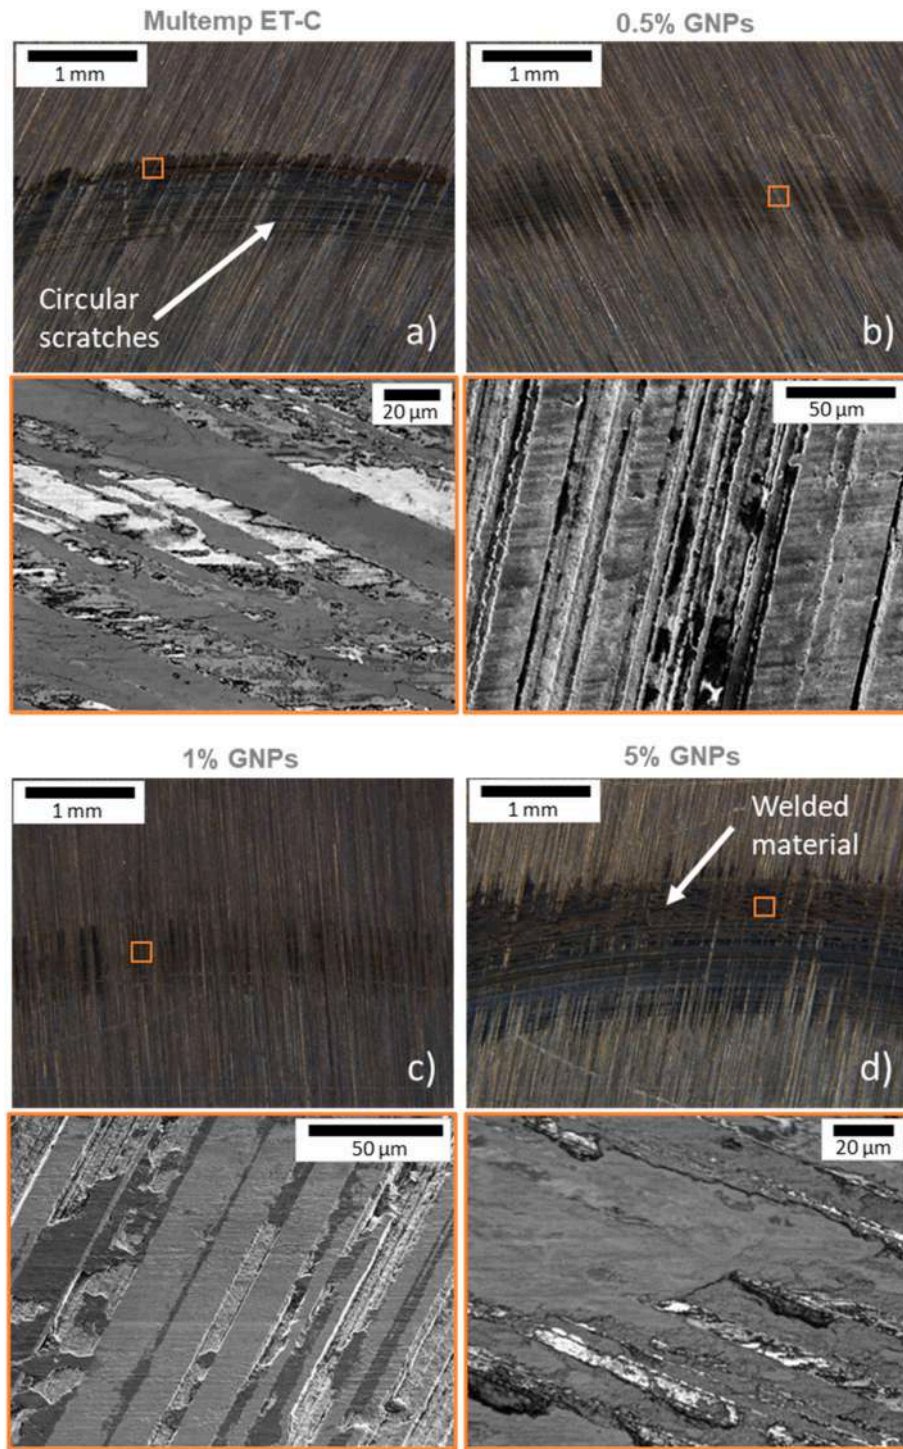 Multemp ET-C
0.5% GNPs
1 mm
1 mm
Circular
scratches
a)
b)
20 µm
50 µm
1% GNPs
5% GNPs
1 mm
1 mm
Welded
material
c)
d)
50 µm
20 µm